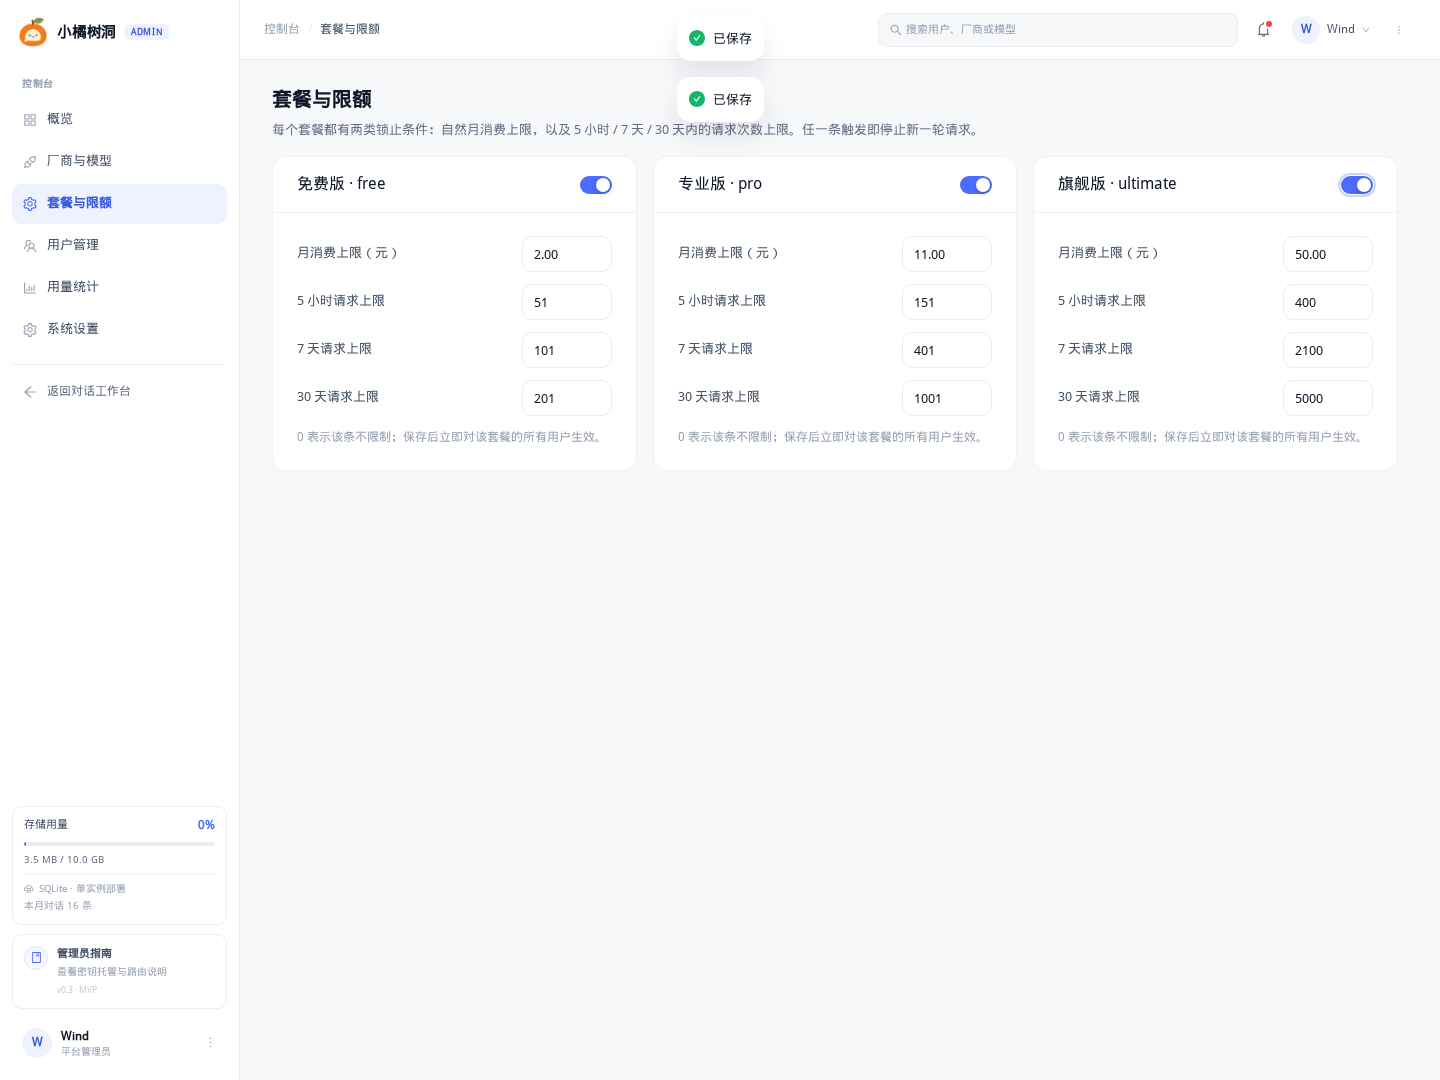 小橘树洞 ADMIN
控制台
概览
厂商与模型
套餐与限额
用户管理
用量统计
系统设置
返回对话工作台
存储用量 0%
3.5 MB / 10.0 GB
SQLite · 单实例部署
本月对话 16 条
管理员指南
查看密钥托管与路由说明
v0.3 · MVP
W Wind
平台管理员
控制台 / 套餐与限额
已保存
已保存
搜索用户、厂商或模型
W Wind
套餐与限额
每个套餐都有两类锁止条件：自然月消费上限，以及 5 小时 / 7 天 / 30 天内的请求次数上限。任一条触发即停止新一轮请求。
免费版 · free
月消费上限（元） 2.00
5 小时请求上限 51
7 天请求上限 101
30 天请求上限 201
0 表示该条不限制；保存后立即对该套餐的所有用户生效。
专业版 · pro
月消费上限（元） 11.00
5 小时请求上限 151
7 天请求上限 401
30 天请求上限 1001
0 表示该条不限制；保存后立即对该套餐的所有用户生效。
旗舰版 · ultimate
月消费上限（元） 50.00
5 小时请求上限 400
7 天请求上限 2100
30 天请求上限 5000
0 表示该条不限制；保存后立即对该套餐的所有用户生效。